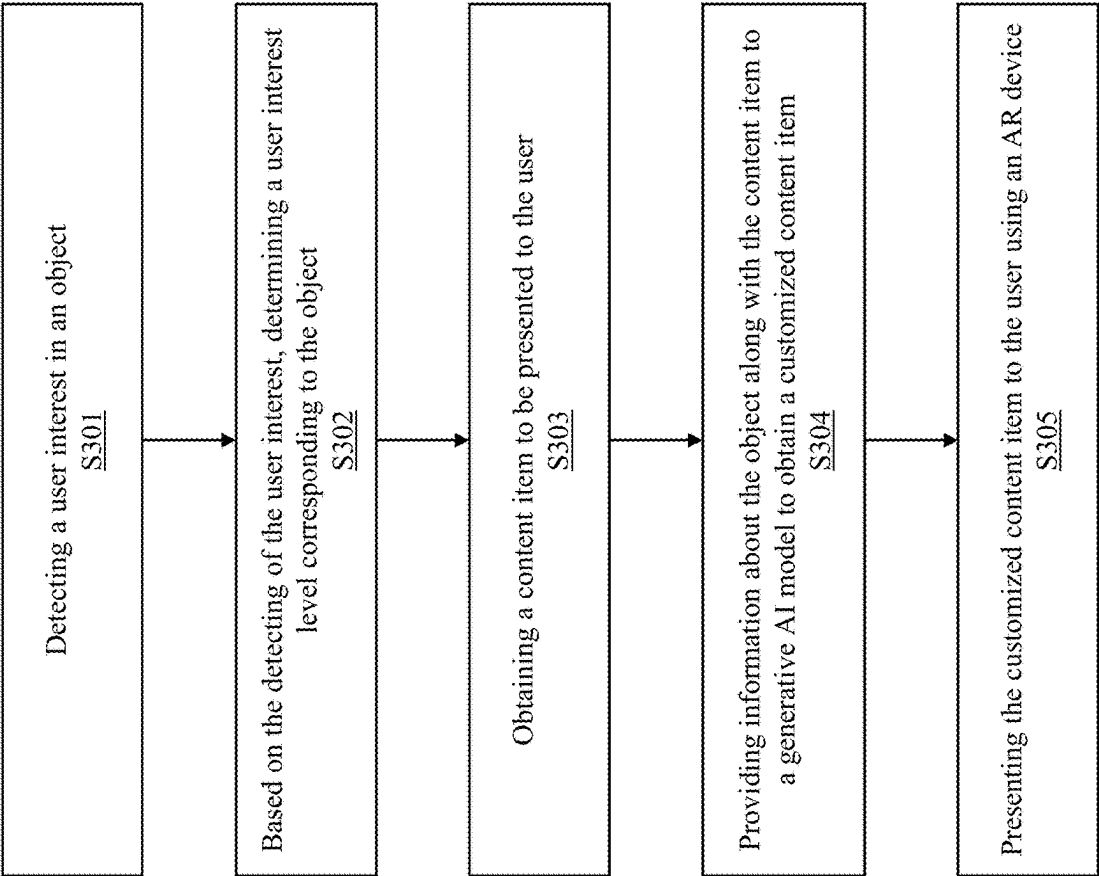 Detecting a user interest in an object
S301
Based on the detecting of the user interest, determining a user interest
level corresponding to the object
S302
Obtaining a content item to be presented to the user
S303
Providing information about the object along with the content item to
a generative AI model to obtain a customized content item
S304
Presenting the customized content item to the user using an AR device
S305